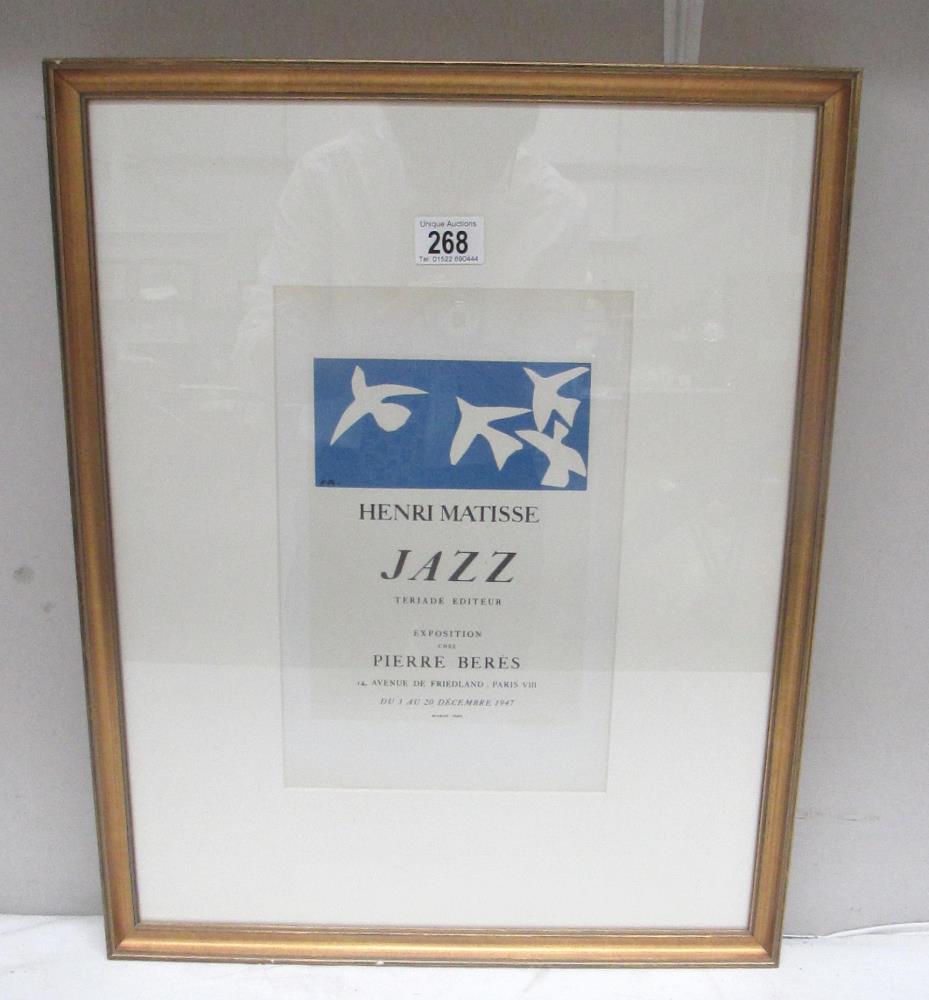 Unique Auctions
268
Tel: 01522 690444
HENRI MATISSE
JAZZ
TERIADE EDITEUR
EXPOSITION
CHEZ
PIERRE BERÈS
14, AVENUE DE FRIEDLAND . PARIS VIII
DU 3 AU 20 DÉCEMBRE 1947